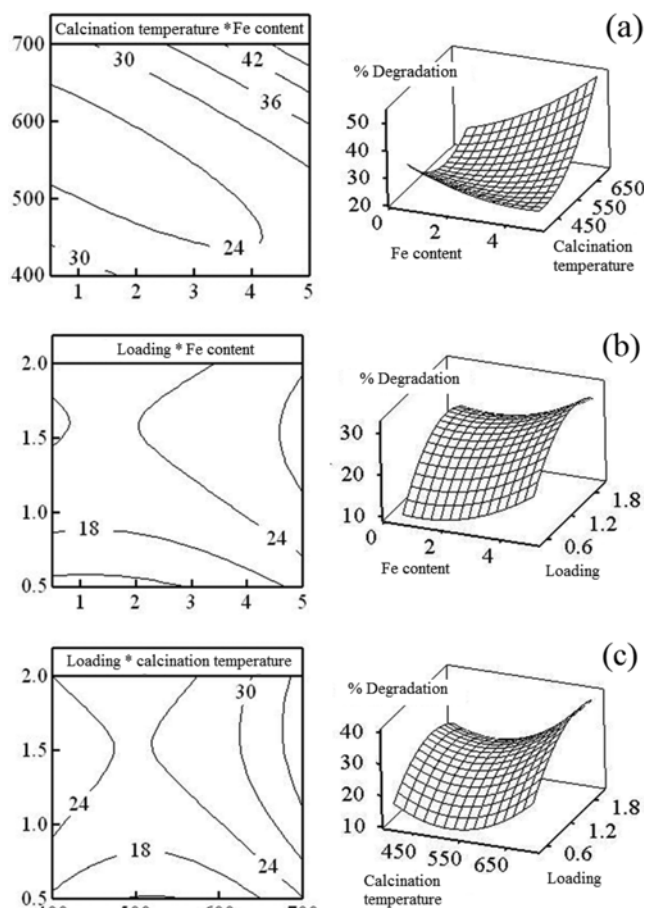 Calcination temperature * Fe content
700
600
500
400
30
42
36
24
30
1 2 3 4 5
(a)
% Degradation
50
40
30
20
0
2
4
Fe content
450
550
650
Calcination
temperature
Loading * Fe content
2.0
1.5
1.0
0.5
18
24
1 2 3 4 5
(b)
% Degradation
30
20
10
0
2
4
Fe content
0.6
1.2
1.8
Loading
Loading * calcination temperature
2.0
1.5
1.0
0.5
30
24
18
24
(c)
% Degradation
40
30
20
10
450
550
650
Calcination
temperature
0.6
1.2
1.8
Loading